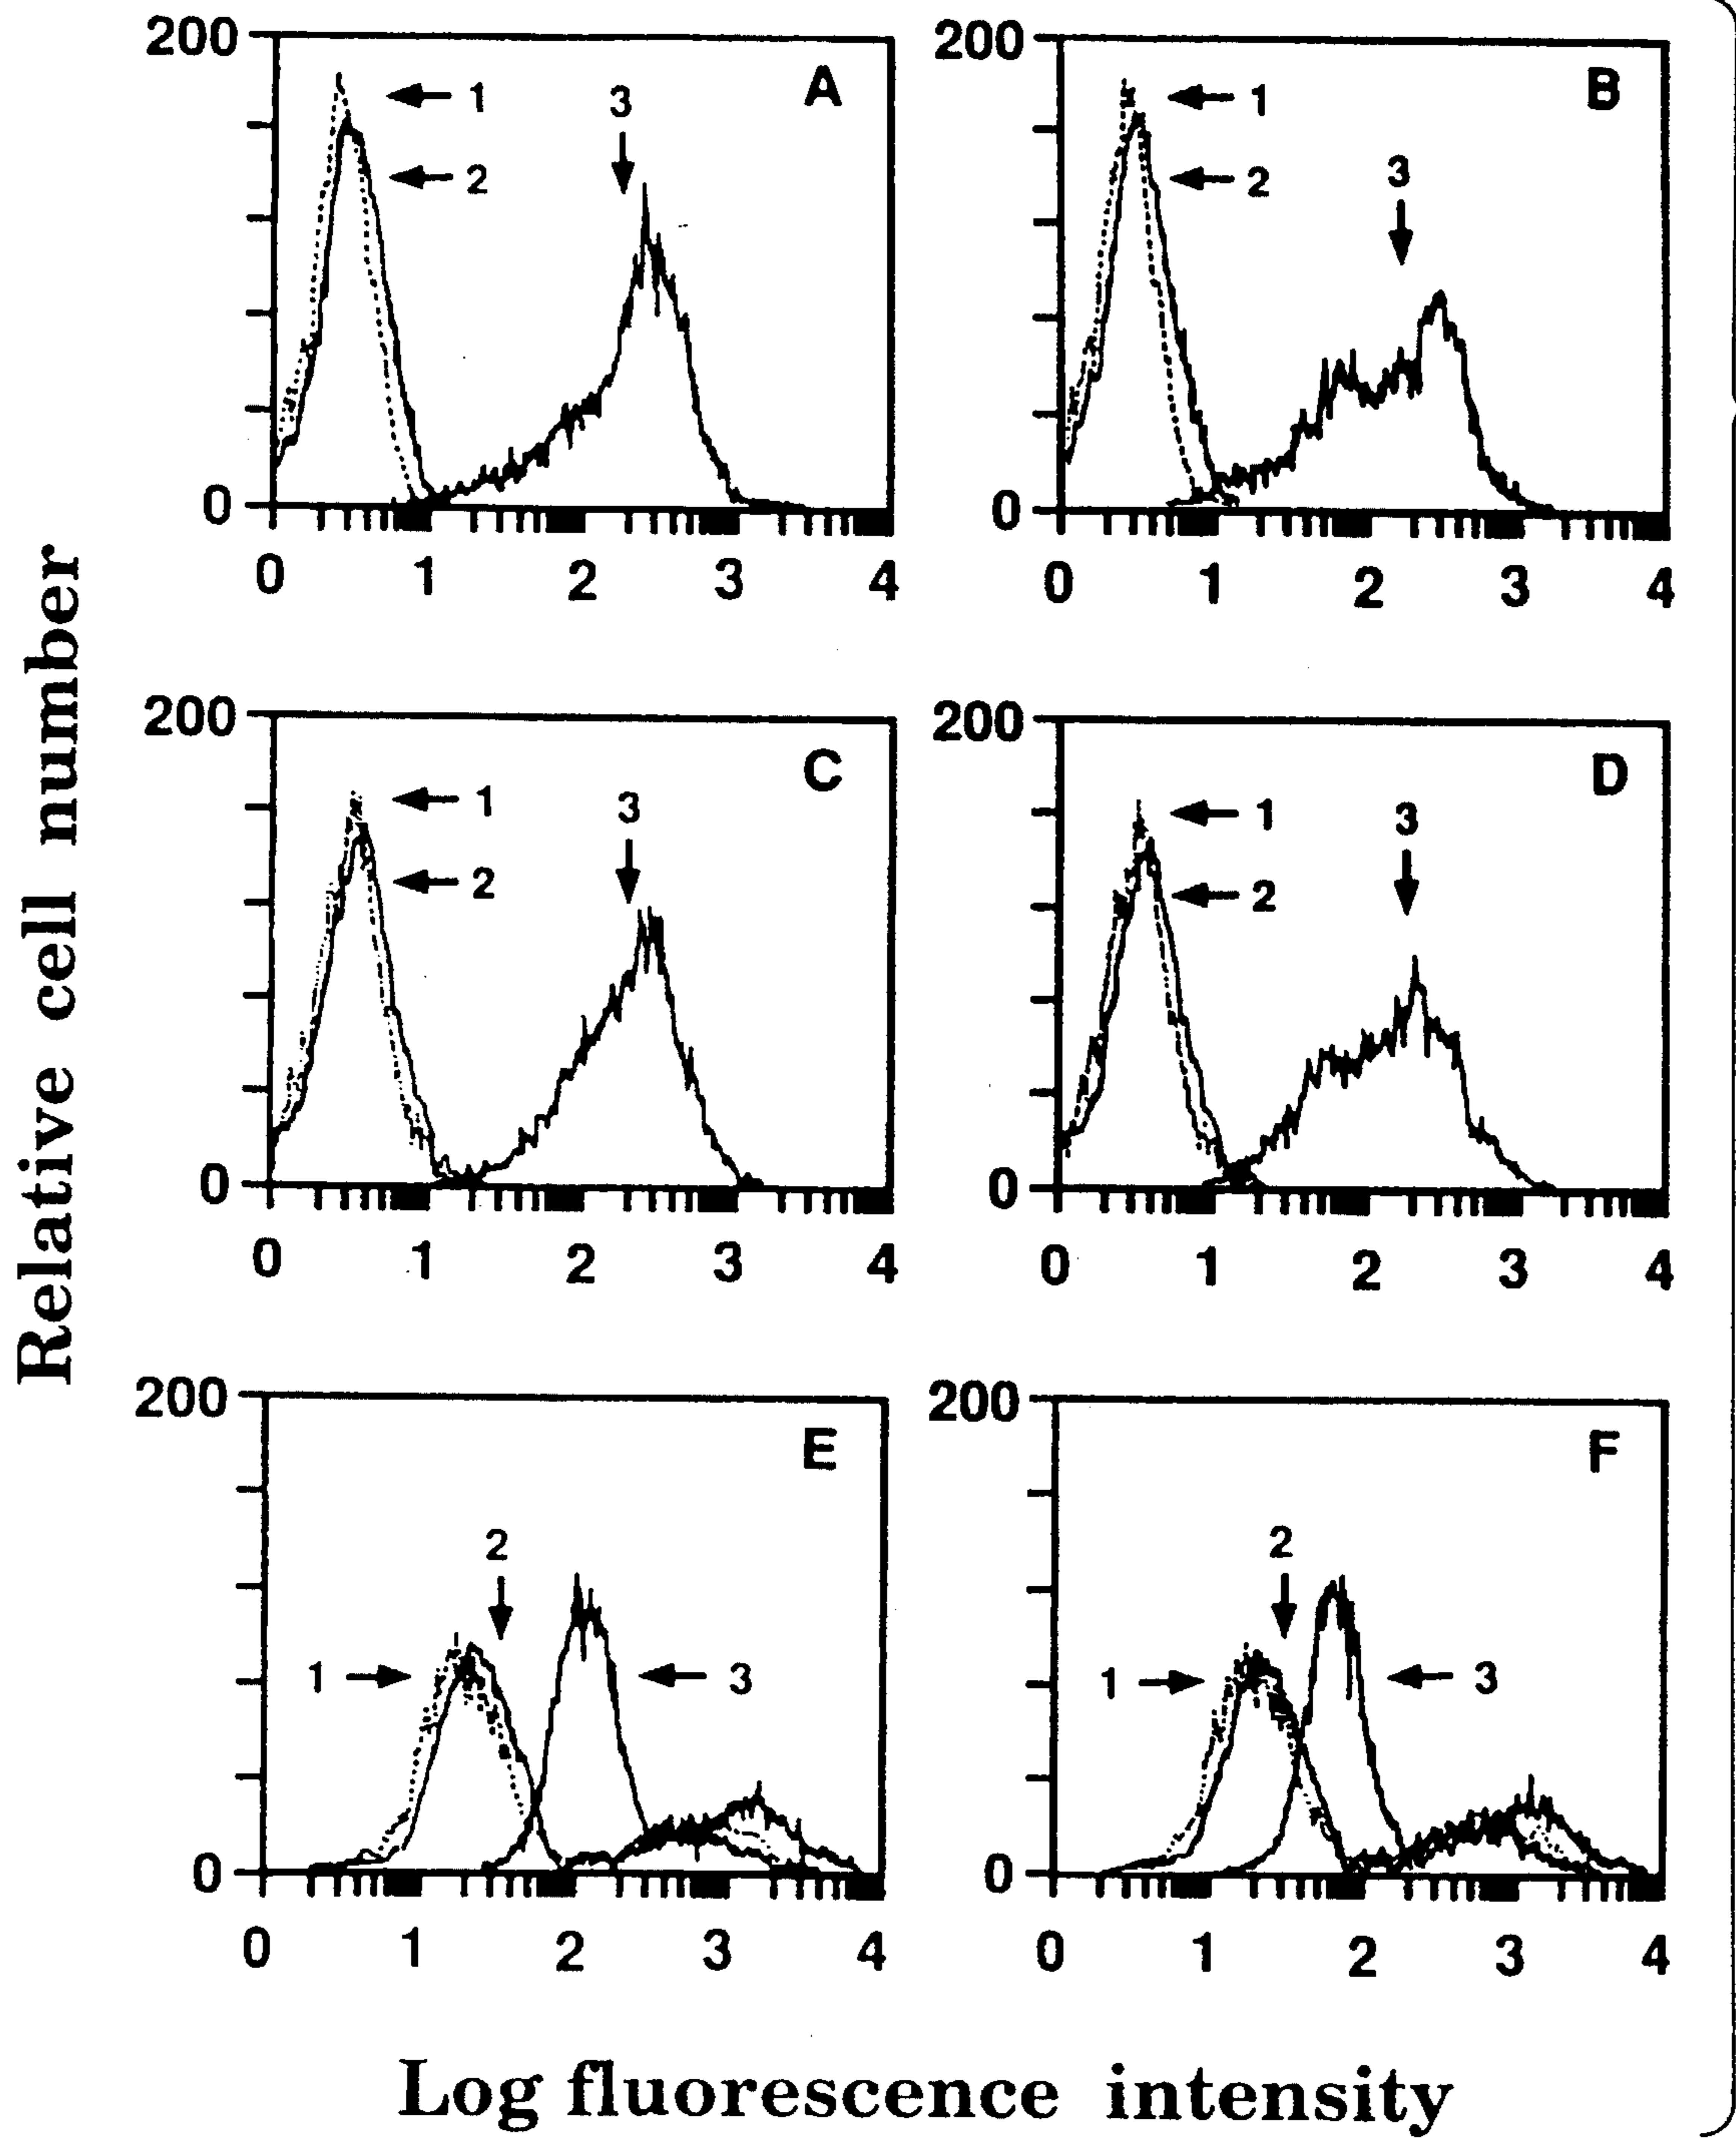 Relative cell number
200 A 200 B
1 3 1
2 3 2
0 0
0 1 2 3 4 0 1 2 3 4
200 C 200 D
1 3 1 3
2 2
0 0
0 1 2 3 4 0 1 2 3 4
200 E 200 F
2 2
1 3 1 3
0 0
0 1 2 3 4 0 1 2 3 4
Log fluorescence intensity